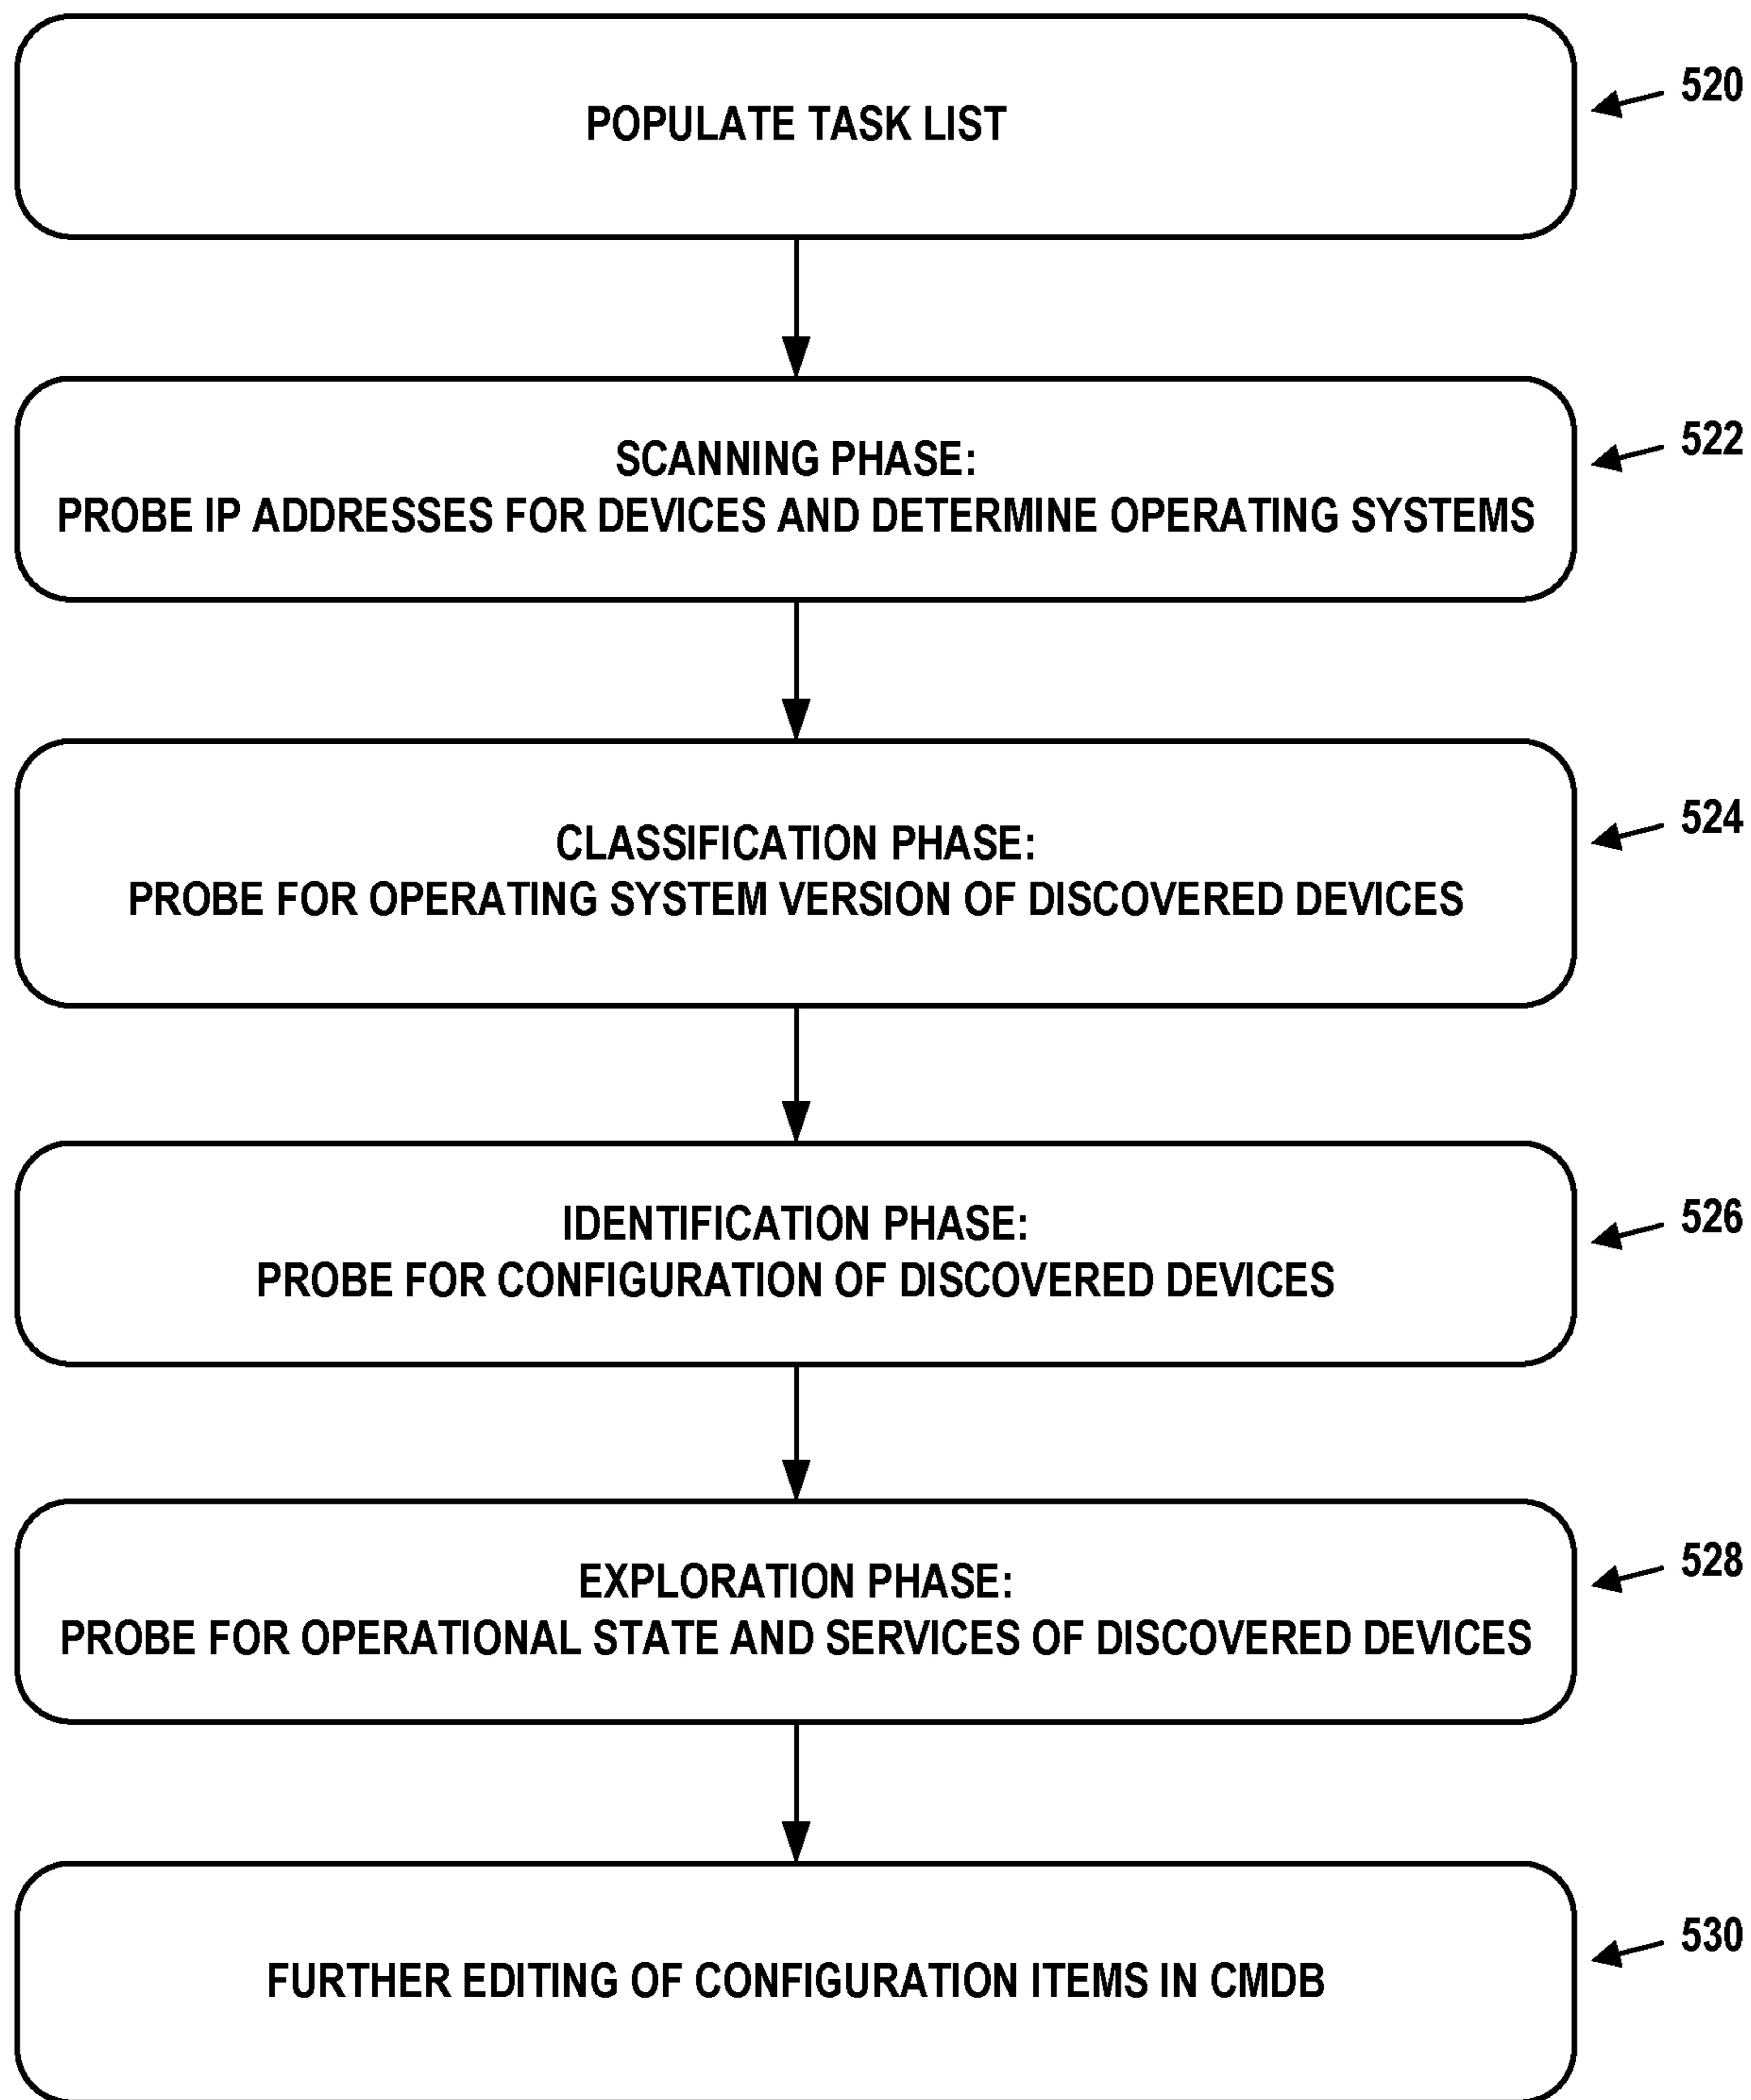 POPULATE TASK LIST
520
SCANNING PHASE:
PROBE IP ADDRESSES FOR DEVICES AND DETERMINE OPERATING SYSTEMS
522
CLASSIFICATION PHASE:
PROBE FOR OPERATING SYSTEM VERSION OF DISCOVERED DEVICES
524
IDENTIFICATION PHASE:
PROBE FOR CONFIGURATION OF DISCOVERED DEVICES
526
EXPLORATION PHASE:
PROBE FOR OPERATIONAL STATE AND SERVICES OF DISCOVERED DEVICES
528
FURTHER EDITING OF CONFIGURATION ITEMS IN CMDB
530